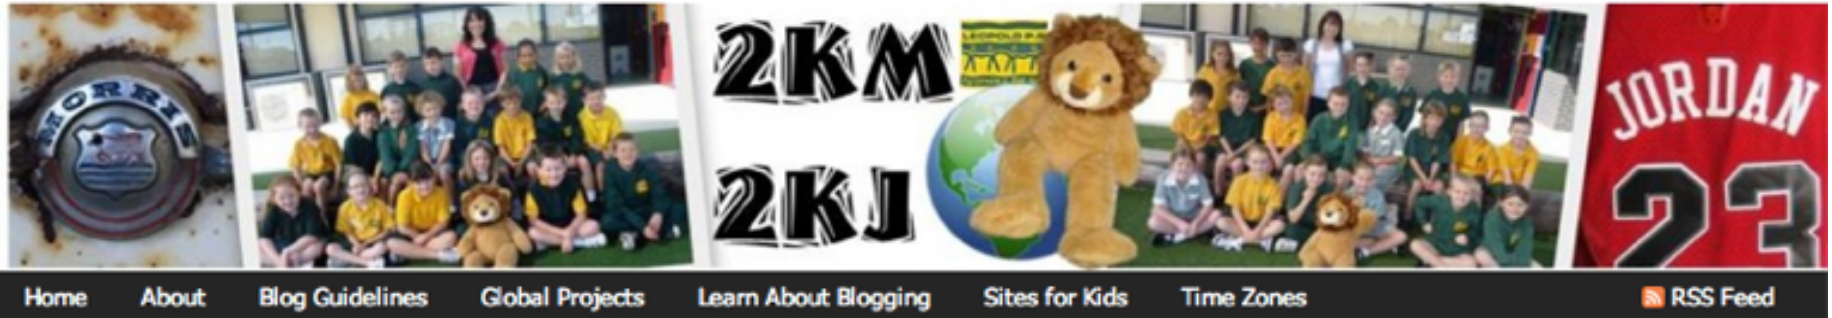 MORRIS
2KM
LEOPOLD P.S
2KJ
JORDAN
23
Home About Blog Guidelines Global Projects Learn About Blogging Sites for Kids Time Zones RSS Feed